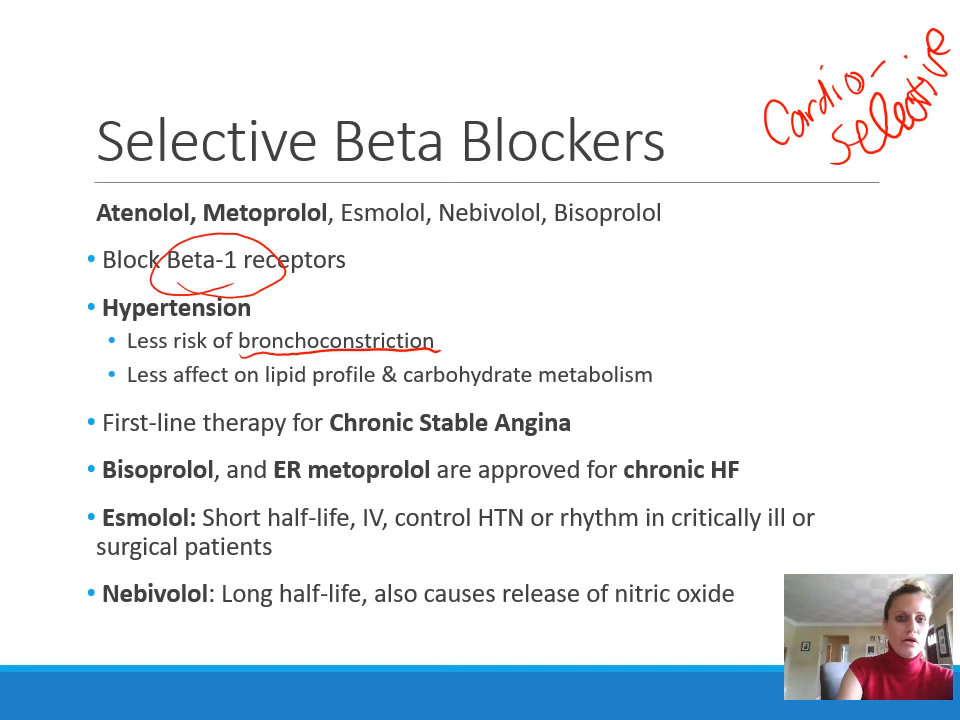 Cardio-
Selective
Selective Beta Blockers
Atenolol, Metoprolol, Esmolol, Nebivolol, Bisoprolol
• Block Beta-1 receptors
• Hypertension
• Less risk of bronchoconstriction
• Less affect on lipid profile & carbohydrate metabolism
• First-line therapy for Chronic Stable Angina
• Bisoprolol, and ER metoprolol are approved for chronic HF
• Esmolol: Short half-life, IV, control HTN or rhythm in critically ill or
surgical patients
• Nebivolol: Long half-life, also causes release of nitric oxide